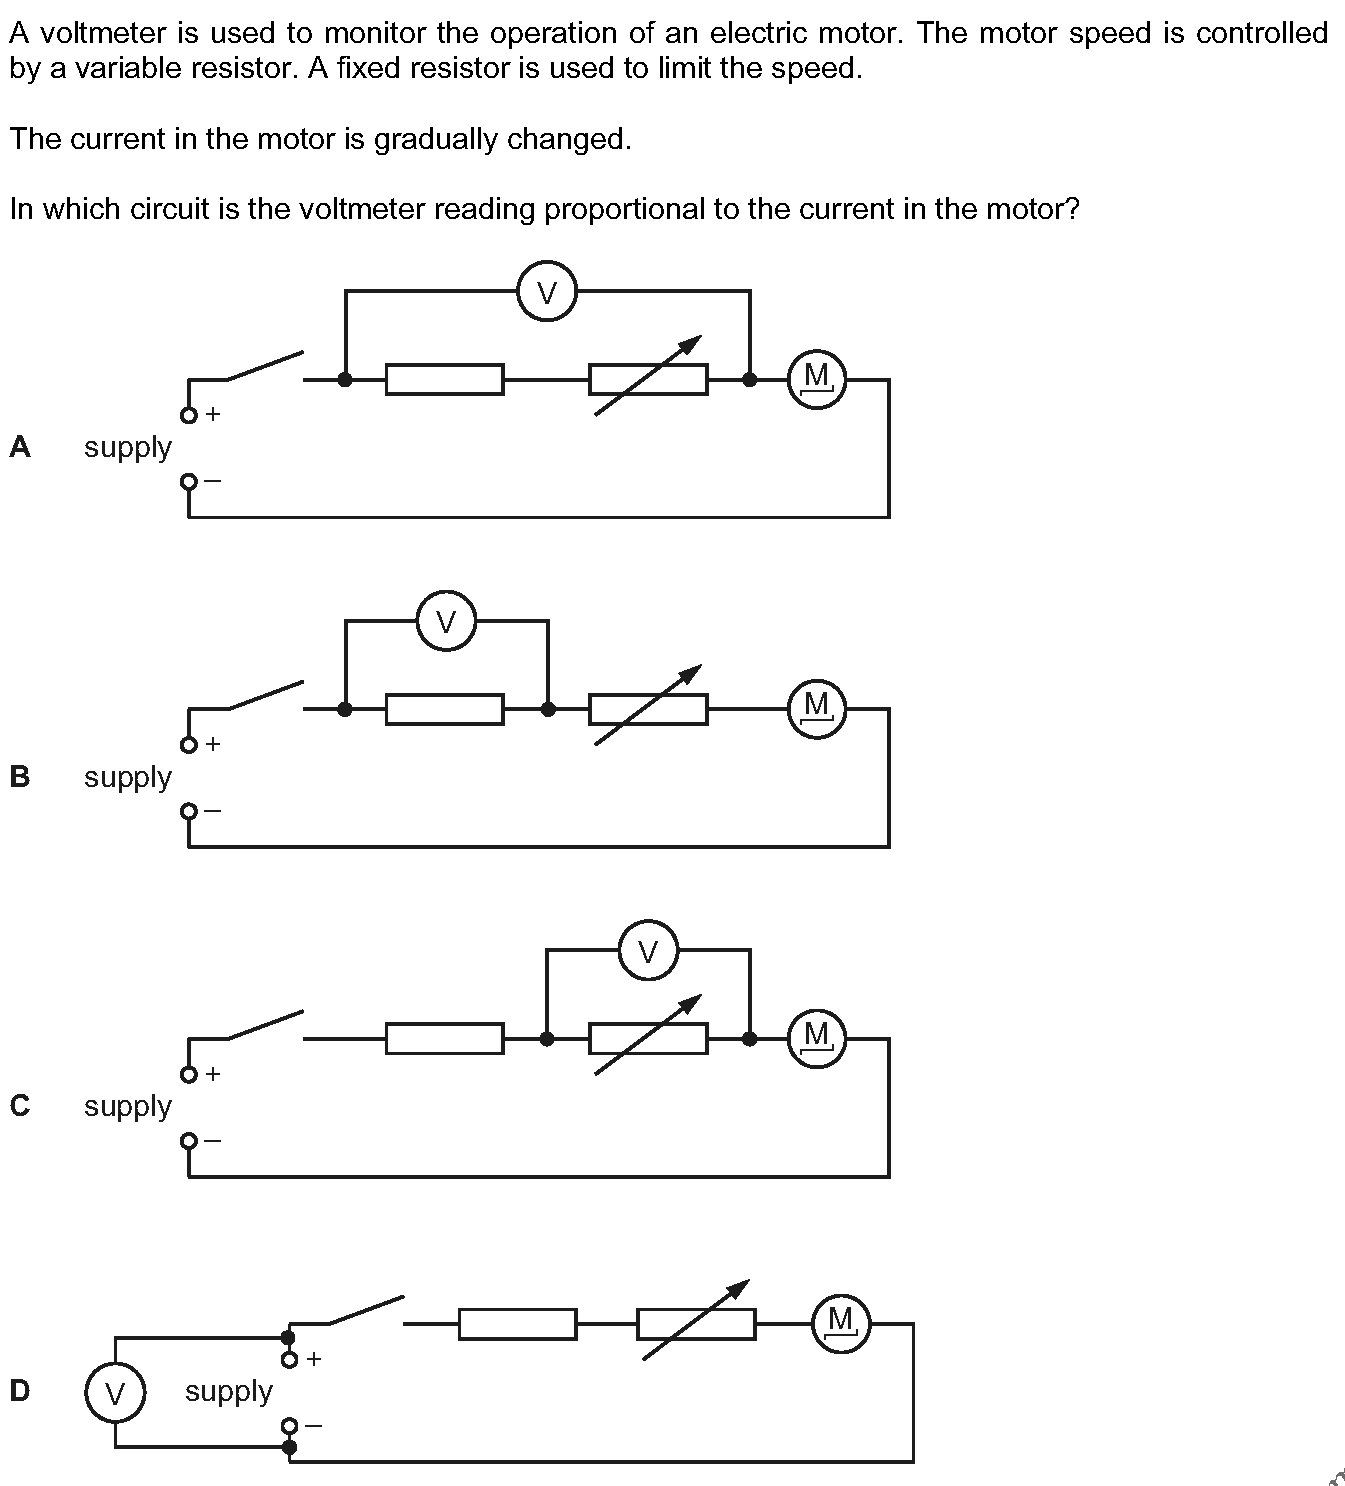 A voltmeter is used to monitor the operation of an electric motor. The motor speed is controlled
by a variable resistor. A fixed resistor is used to limit the speed.
The current in the motor is gradually changed.
In which circuit is the voltmeter reading proportional to the current in the motor?
V
M
+
A supply
–
V
M
+
B supply
–
V
M
+
C supply
–
M
+
D V supply
–